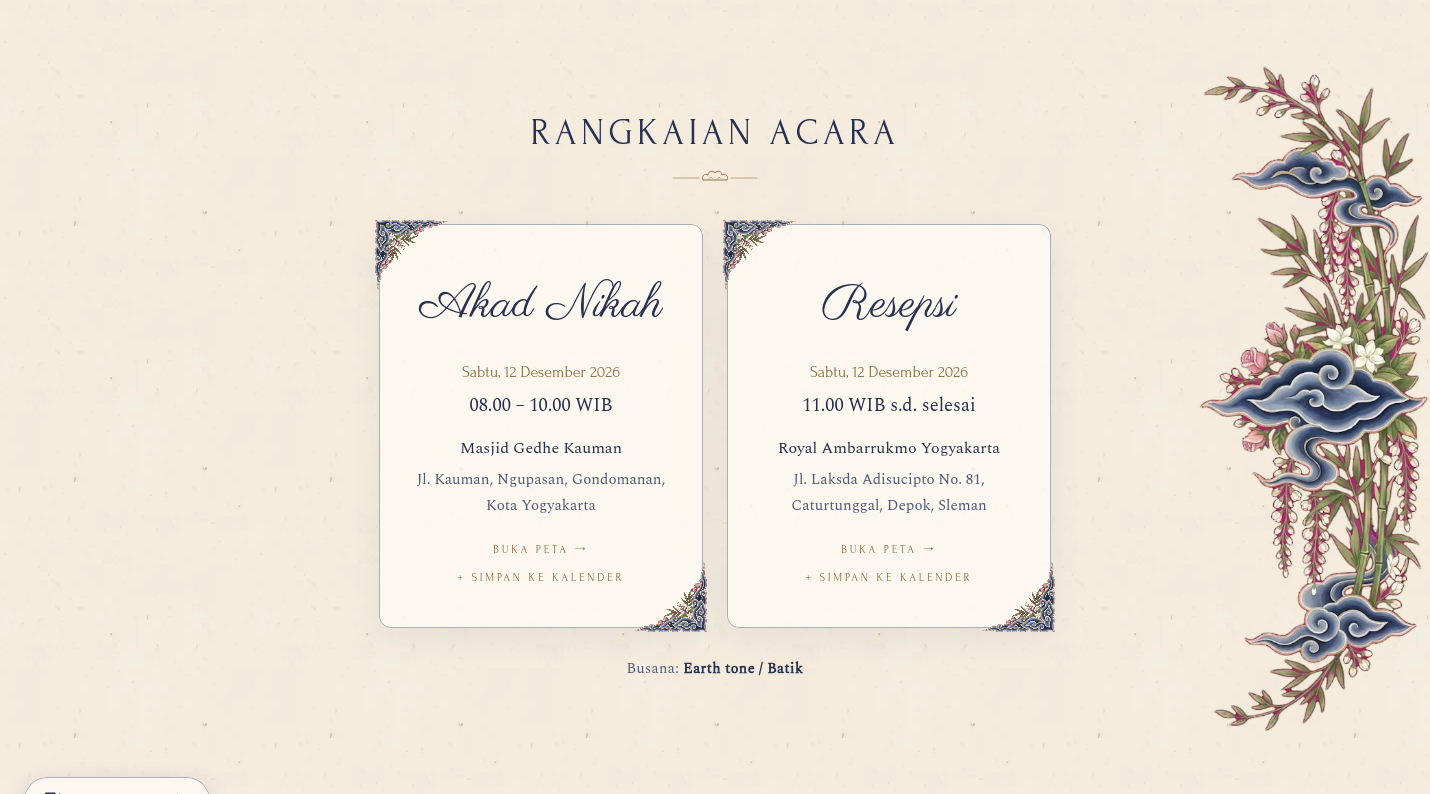 RANGKAIAN ACARA
Akad Nikah
Sabtu, 12 Desember 2026
08.00 – 10.00 WIB
Masjid Gedhe Kauman
Jl. Kauman, Ngupasan, Gondomanan,
Kota Yogyakarta
BUKA PETA →
+ SIMPAN KE KALENDER
Resepsi
Sabtu, 12 Desember 2026
11.00 WIB s.d. selesai
Royal Ambarrukmo Yogyakarta
Jl. Laksda Adisucipto No. 81,
Caturtunggal, Depok, Sleman
BUKA PETA →
+ SIMPAN KE KALENDER
Busana: Earth tone / Batik